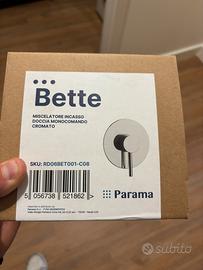 Bette
MISCELATORE INCASSO
DOCCIA MONOCOMANDO
CROMATO
SKU: RD06BET001-C08
5 056738 521862 >
Parama
subito